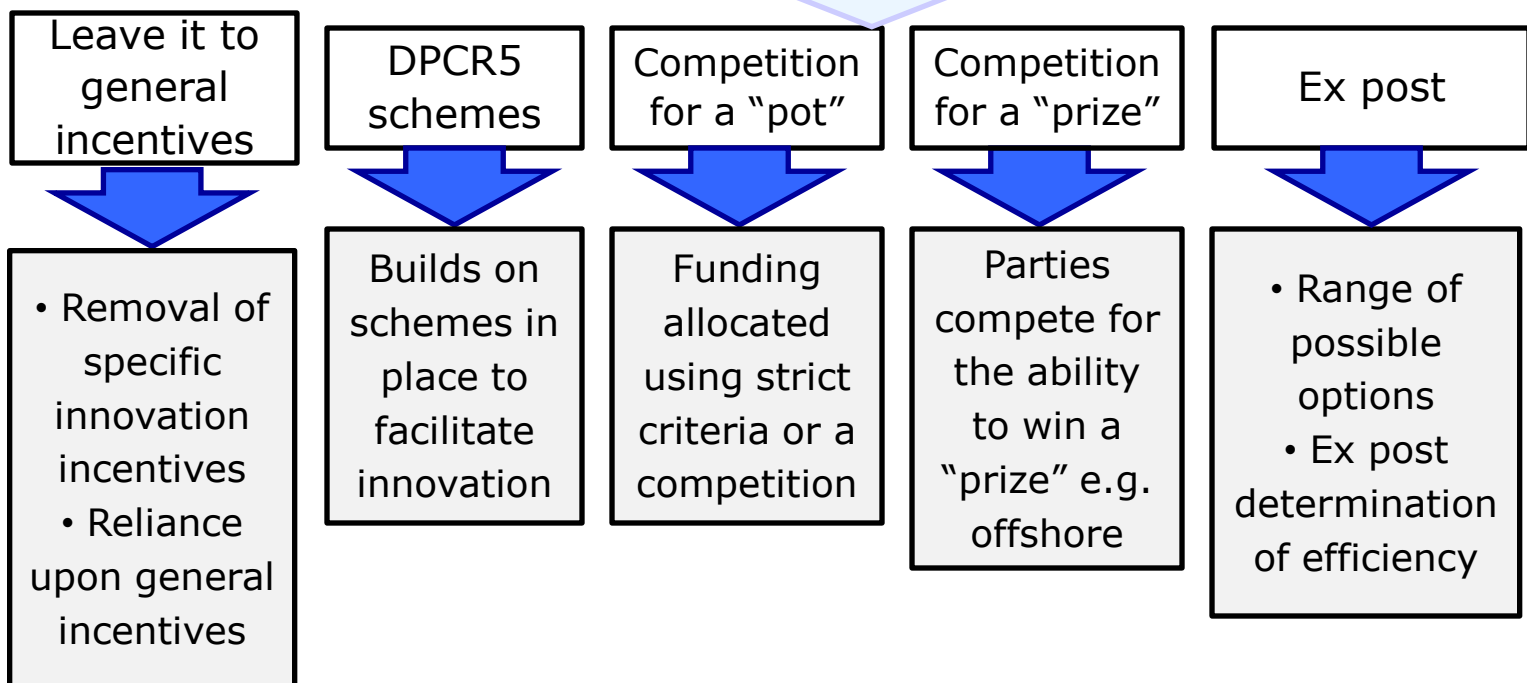 Leave it to
general
incentives
DPCR5
schemes
Competition
for a “pot”
Competition
for a “prize”
Ex post
• Removal of
specific
innovation
incentives
• Reliance
upon general
incentives
Builds on
schemes in
place to
facilitate
innovation
Funding
allocated
using strict
criteria or a
competition
Parties
compete for
the ability
to win a
“prize” e.g.
offshore
• Range of
possible
options
• Ex post
determination
of efficiency